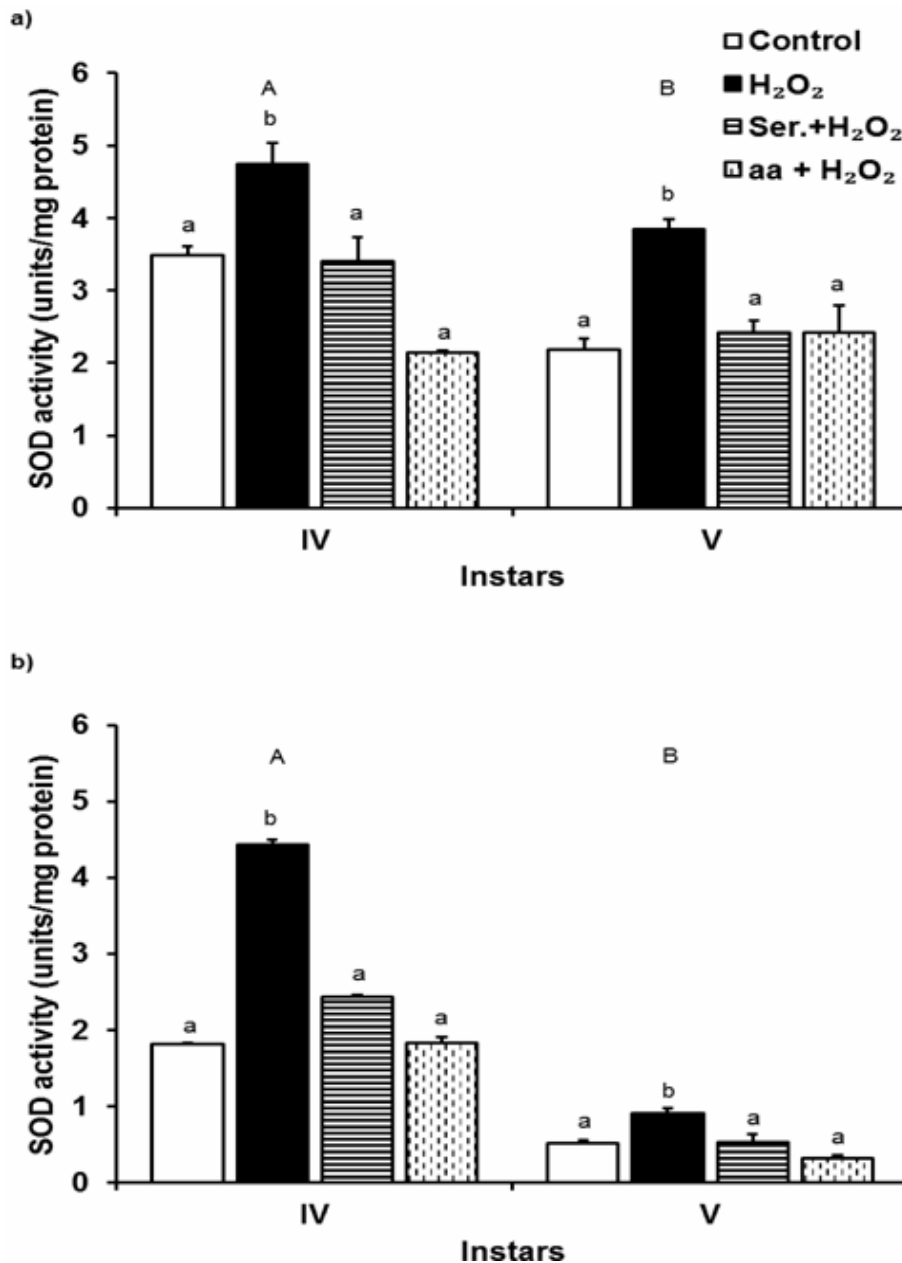 a)
Control
H₂O₂
Ser.+H₂O₂
aa + H₂O₂
SOD activity (units/mg protein)
6
5
4
3
2
1
0
A
b
a
a
a
B
b
a
a
a
IV
V
Instars
b)
SOD activity (units/mg protein)
6
5
4
3
2
1
0
A
b
a
a
a
B
b
a
a
a
IV
V
Instars